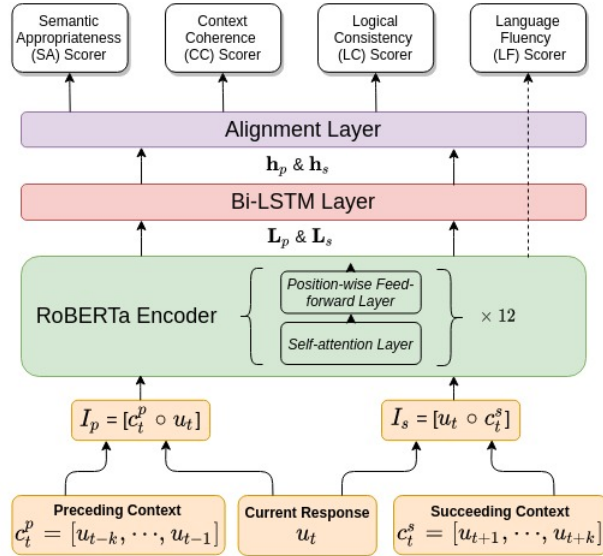 Semantic
Appropriateness
(SA) Scorer
Context
Coherence
(CC) Scorer
Logical
Consistency
(LC) Scorer
Language
Fluency
(LF) Scorer
Alignment Layer
h_p & h_s
Bi-LSTM Layer
L_p & L_s
RoBERTa Encoder
Position-wise Feed-
forward Layer
Self-attention Layer
× 12
I_p = [c_t^p ∘ u_t]
I_s = [u_t ∘ c_t^s]
Preceding Context
c_t^p = [u_{t−k}, ⋯, u_{t−1}]
Current Response
u_t
Succeeding Context
c_t^s = [u_{t+1}, ⋯, u_{t+k}]